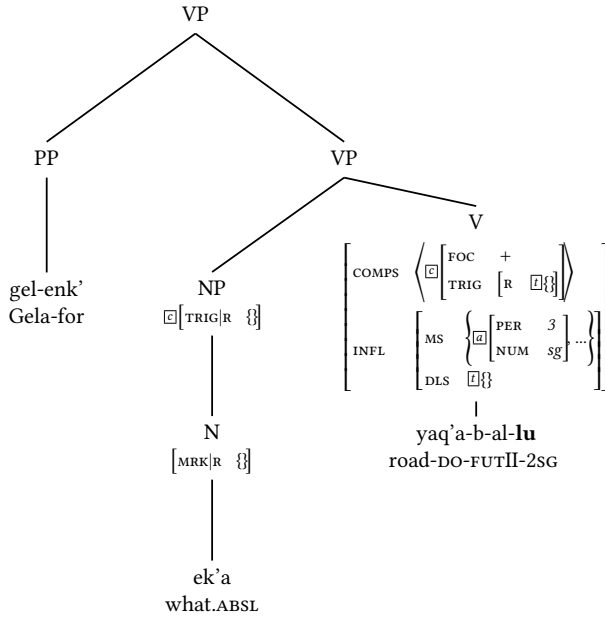 VP
PP
VP
V
gel-enk’
Gela-for
NP
c[TRIG|R {}]
COMPS ⟨c[FOC +
TRIG [R t{}]]⟩
INFL [MS {a[PER 3
NUM sg], ...}
DLS t{}]
N
[MRK|R {}]
yaq’a-b-al-lu
road-DO-FUTII-2SG
ek’a
what.ABSL